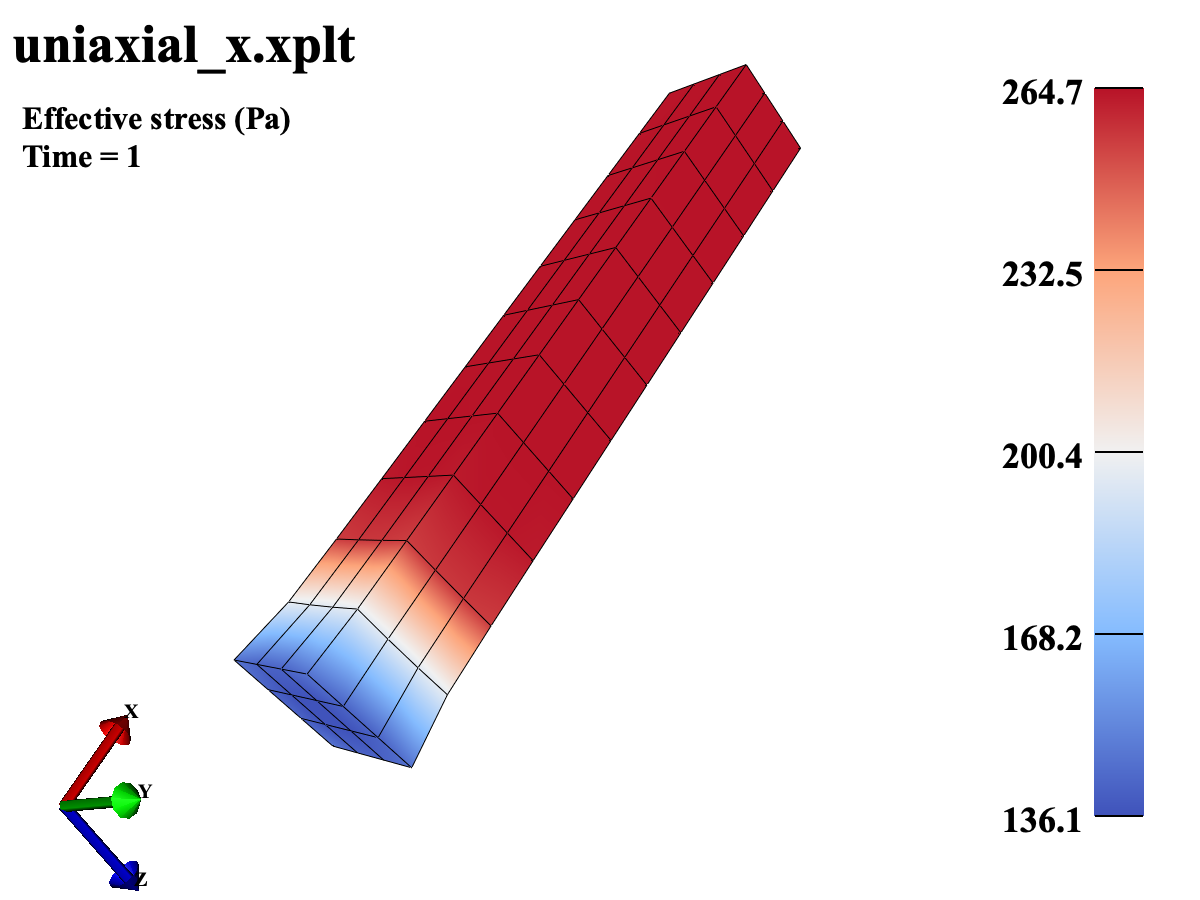 uniaxial_x.xplt
Effective stress (Pa)
Time = 1
264.7
232.5
200.4
168.2
136.1
X
Y
Z